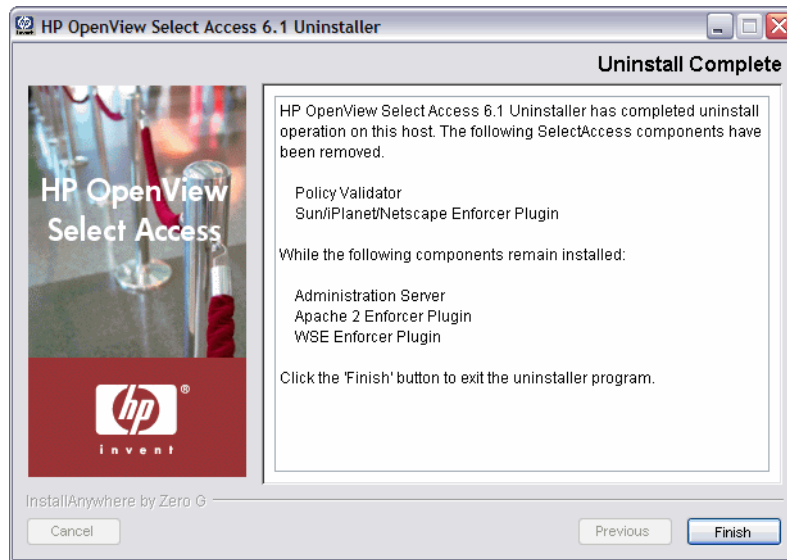 HP OpenView Select Access 6.1 Uninstaller
Uninstall Complete
HP OpenView
Select Access
hp
®
invent
HP OpenView Select Access 6.1 Uninstaller has completed uninstall
operation on this host. The following SelectAccess components have
been removed.
Policy Validator
Sun/iPlanet/Netscape Enforcer Plugin
While the following components remain installed:
Administration Server
Apache 2 Enforcer Plugin
WSE Enforcer Plugin
Click the 'Finish' button to exit the uninstaller program.
InstallAnywhere by Zero G
Cancel
Previous
Finish